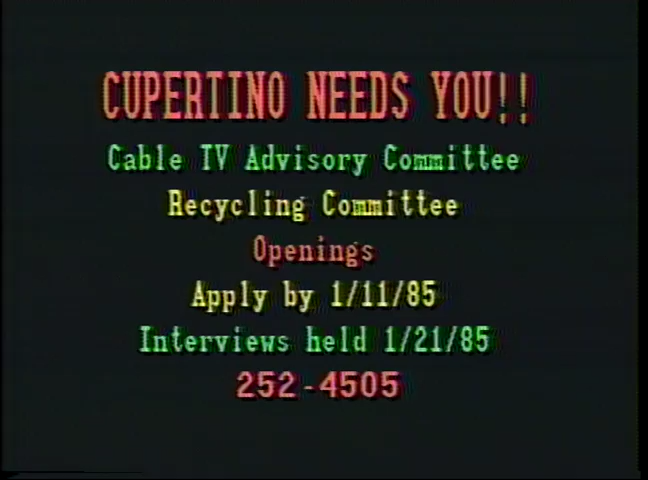 CUPERTINO NEEDS YOU!!
Cable TV Advisory Committee
Recycling Committee
Openings
Apply by 1/11/85
Interviews held 1/21/85
252-4505